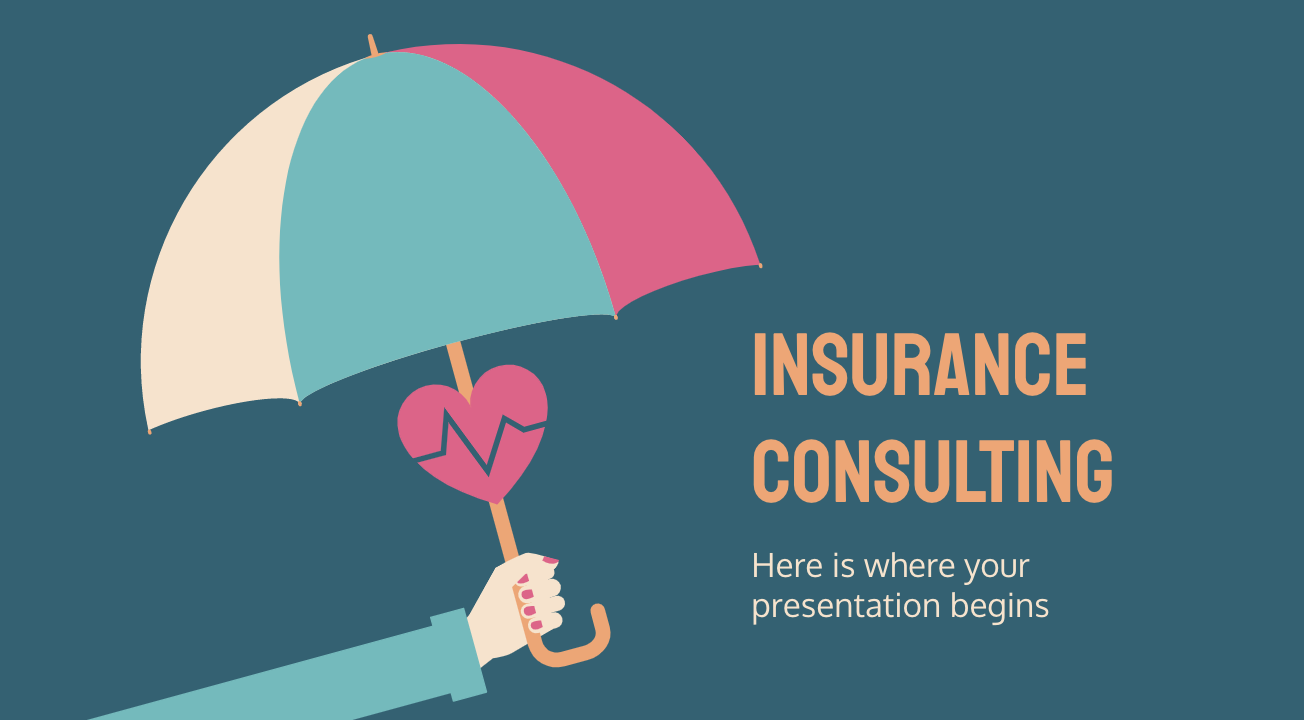 INSURANCE
CONSULTING
Here is where your
presentation begins